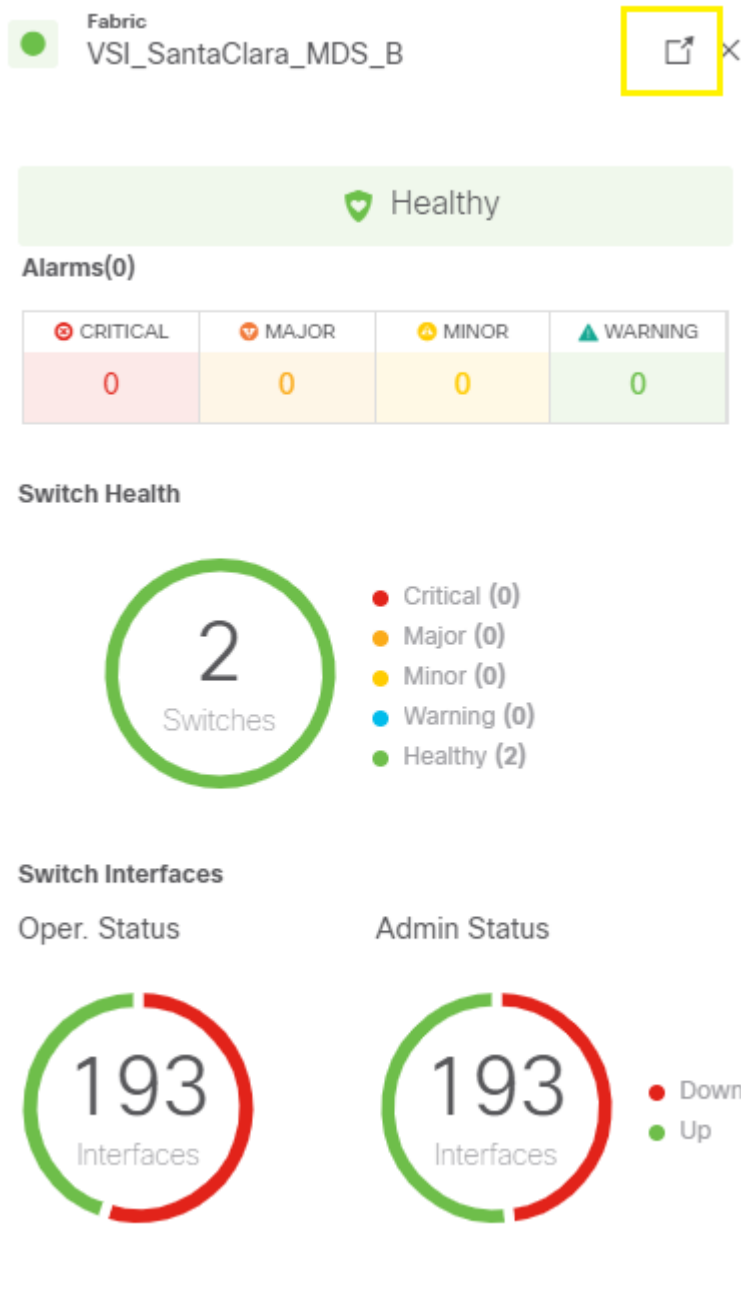 Fabric
VSI_SantaClara_MDS_B
Healthy
Alarms(0)
CRITICAL MAJOR MINOR WARNING
0 0 0 0
Switch Health
2
Switches
Critical (0)
Major (0)
Minor (0)
Warning (0)
Healthy (2)
Switch Interfaces
Oper. Status Admin Status
193 193
Interfaces Interfaces
Down
Up